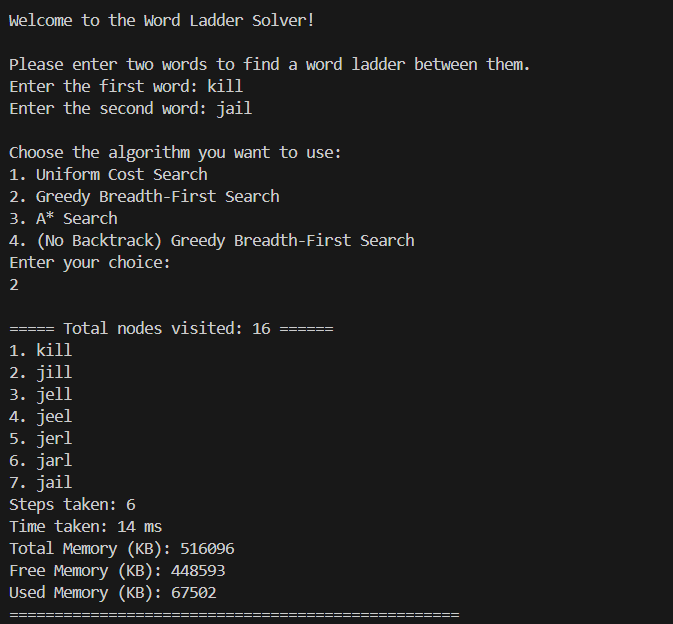 Welcome to the Word Ladder Solver!
Please enter two words to find a word ladder between them.
Enter the first word: kill
Enter the second word: jail
Choose the algorithm you want to use:
1. Uniform Cost Search
2. Greedy Breadth-First Search
3. A* Search
4. (No Backtrack) Greedy Breadth-First Search
Enter your choice:
2
===== Total nodes visited: 16 ======
1. kill
2. jill
3. jell
4. jeel
5. jerl
6. jarl
7. jail
Steps taken: 6
Time taken: 14 ms
Total Memory (KB): 516096
Free Memory (KB): 448593
Used Memory (KB): 67502
==================================================